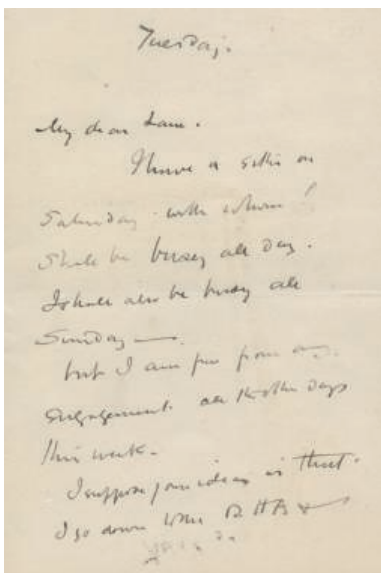 Tuesday.
My dear Lane.
I have a sitter on
Saturday with whom I
shall be busy all day.
I shall also be busy all
Sunday —
but I am free from any
engagement all the other days
this week.
I suppose your idea is that
I go down with R H A &